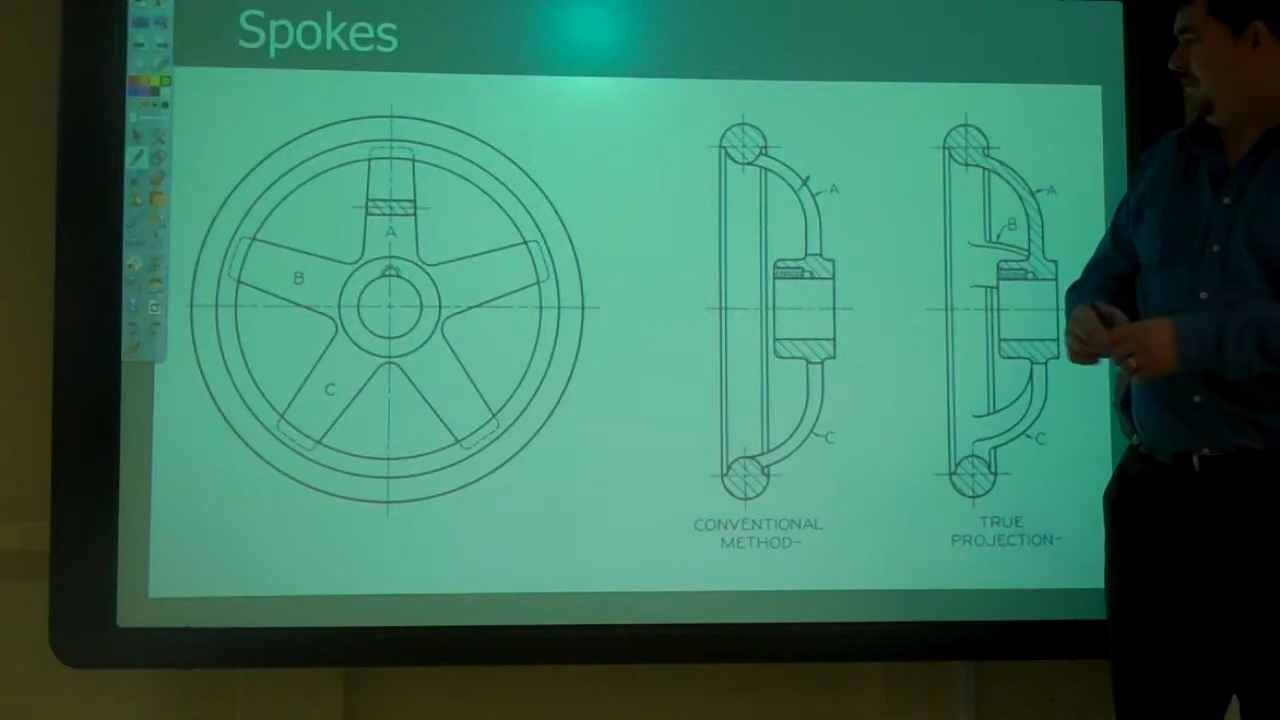 Spokes
A
B
C
A
C
CONVENTIONAL
METHOD-
A
B
C
TRUE
PROJECTION-